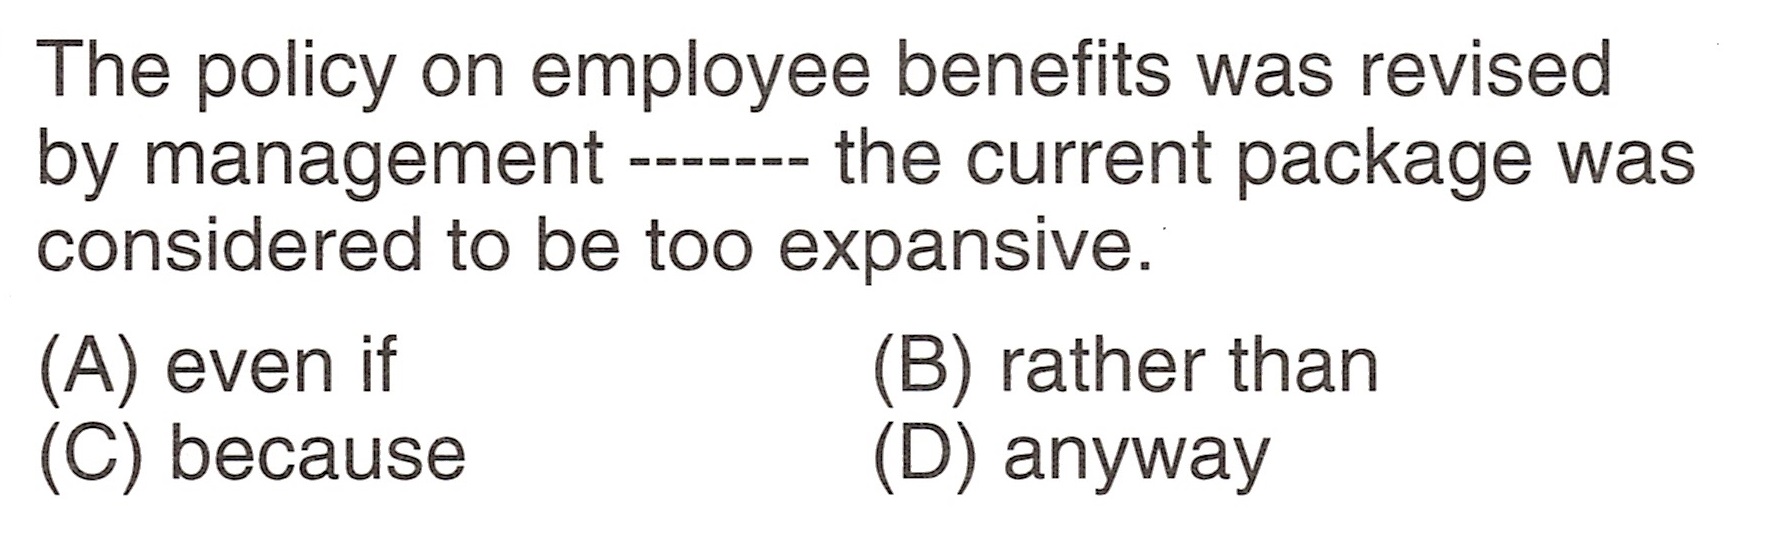 The policy on employee benefits was revised
by management ------- the current package was
considered to be too expansive.
(A) even if (B) rather than
(C) because (D) anyway